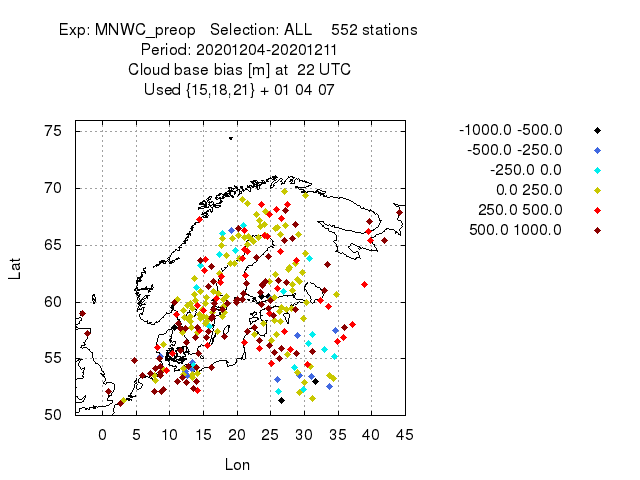 Exp: MNWC_preop   Selection: ALL    552 stations
Period: 20201204-20201211
Cloud base bias [m] at  22 UTC
Used {15,18,21} + 01 04 07
-1000.0 -500.0
-500.0 -250.0
-250.0 0.0
0.0 250.0
250.0 500.0
500.0 1000.0
75
70
65
60
55
50
Lat
0 5 10 15 20 25 30 35 40 45
Lon